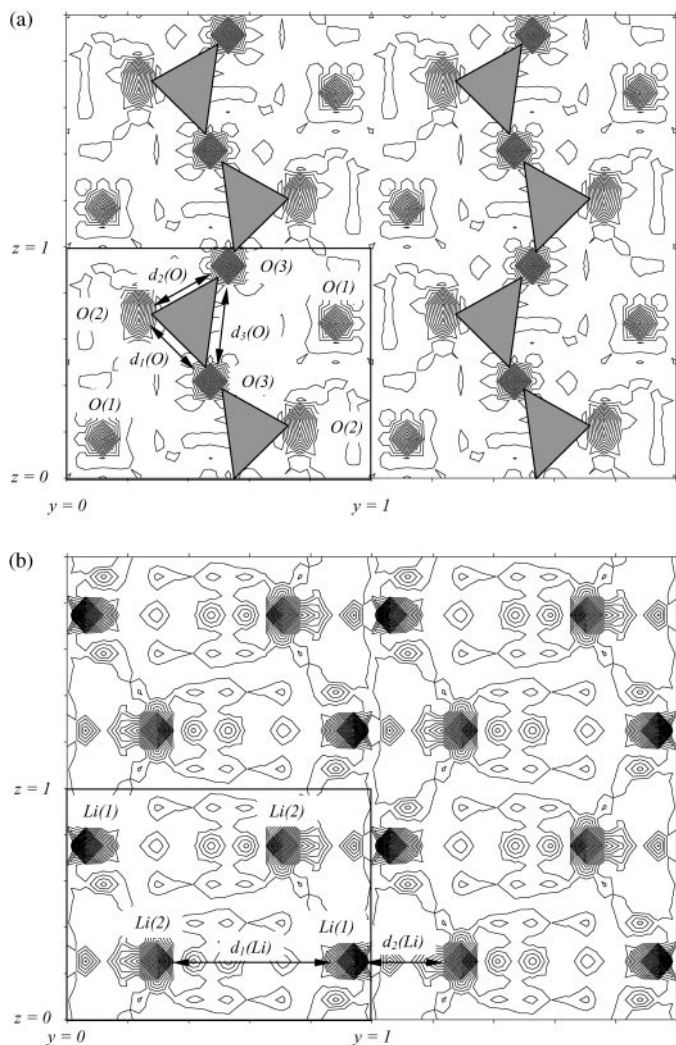 (a)
z = 1
d₂(O)
O(3)
O(1)
O(2)
d₃(O)
d₁(O)
O(3)
O(1)
O(2)
z = 0
y = 0
y = 1
(b)
z = 1
Li(1)
Li(2)
Li(2)
Li(1)
d₁(Li)
d₂(Li)
z = 0
y = 0
y = 1